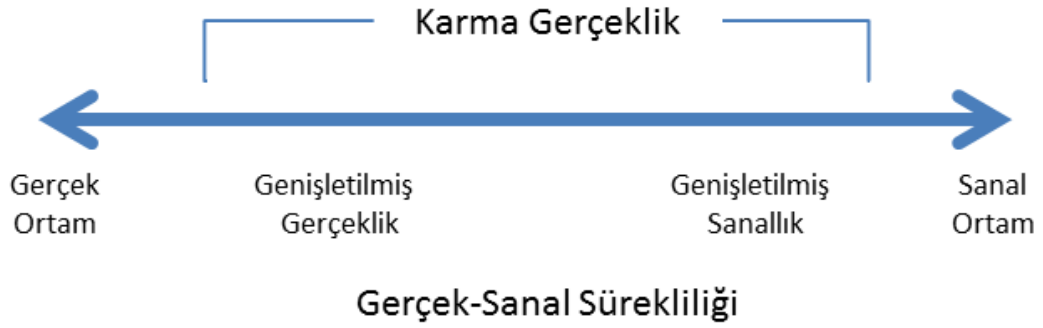 Karma Gerçeklik
Gerçek
Ortam
Genişletilmiş
Gerçeklik
Genişletilmiş
Sanallık
Sanal
Ortam
Gerçek-Sanal Sürekliliği